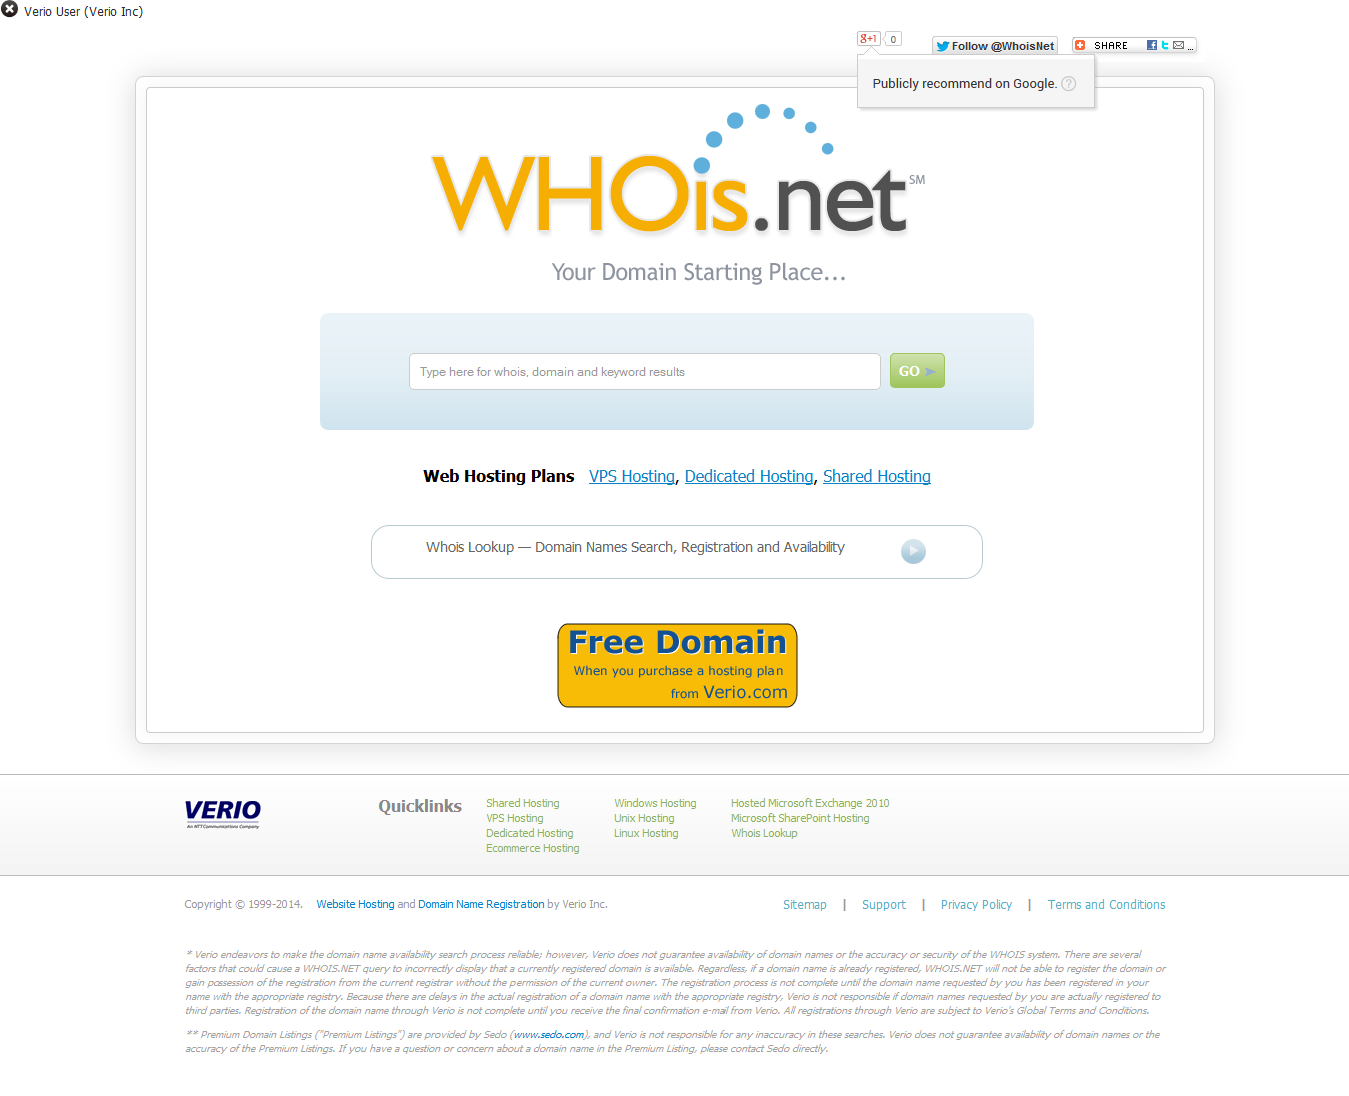 Verio User (Verio Inc)
g+1 0
Follow @WhoisNet
SHARE ...
Publicly recommend on Google. ?
WHOis.net SM
Your Domain Starting Place...
Type here for whois, domain and keyword results
GO
Web Hosting Plans VPS Hosting, Dedicated Hosting, Shared Hosting
Whois Lookup — Domain Names Search, Registration and Availability
Free Domain
When you purchase a hosting plan
from Verio.com
VERIO
An NTT Communications Company
Quicklinks
Shared Hosting
VPS Hosting
Dedicated Hosting
Ecommerce Hosting
Windows Hosting
Unix Hosting
Linux Hosting
Hosted Microsoft Exchange 2010
Microsoft SharePoint Hosting
Whois Lookup
Copyright © 1999-2014. Website Hosting and Domain Name Registration by Verio Inc.
Sitemap | Support | Privacy Policy | Terms and Conditions
* Verio endeavors to make the domain name availability search process reliable; however, Verio does not guarantee availability of domain names or the accuracy or security of the WHOIS system. There are several
factors that could cause a WHOIS.NET query to incorrectly display that a currently registered domain is available. Regardless, if a domain name is already registered, WHOIS.NET will not be able to register the domain or
gain possession of the registration from the current registrar without the permission of the current owner. The registration process is not complete until the domain name requested by you has been registered in your
name with the appropriate registry. Because there are delays in the actual registration of a domain name with the appropriate registry, Verio is not responsible if domain names requested by you are actually registered to
third parties. Registration of the domain name through Verio is not complete until you receive the final confirmation e-mail from Verio. All registrations through Verio are subject to Verio's Global Terms and Conditions.
** Premium Domain Listings ("Premium Listings") are provided by Sedo (www.sedo.com), and Verio is not responsible for any inaccuracy in these searches. Verio does not guarantee availability of domain names or the
accuracy of the Premium Listings. If you have a question or concern about a domain name in the Premium Listing, please contact Sedo directly.